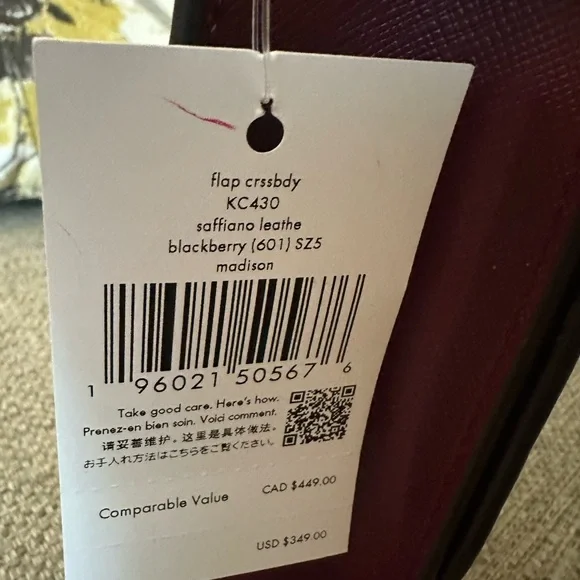 flap crssbdy
KC430
saffiano leathe
blackberry (601) SZ5
madison
1 96021 50567 6
Take good care. Here's how.
Prenez-en bien soin. Voici comment.
请妥善维护。这里是具体做法。
お手入れ方法はこちらをご覧ください。
Comparable Value CAD $449.00
USD $349.00